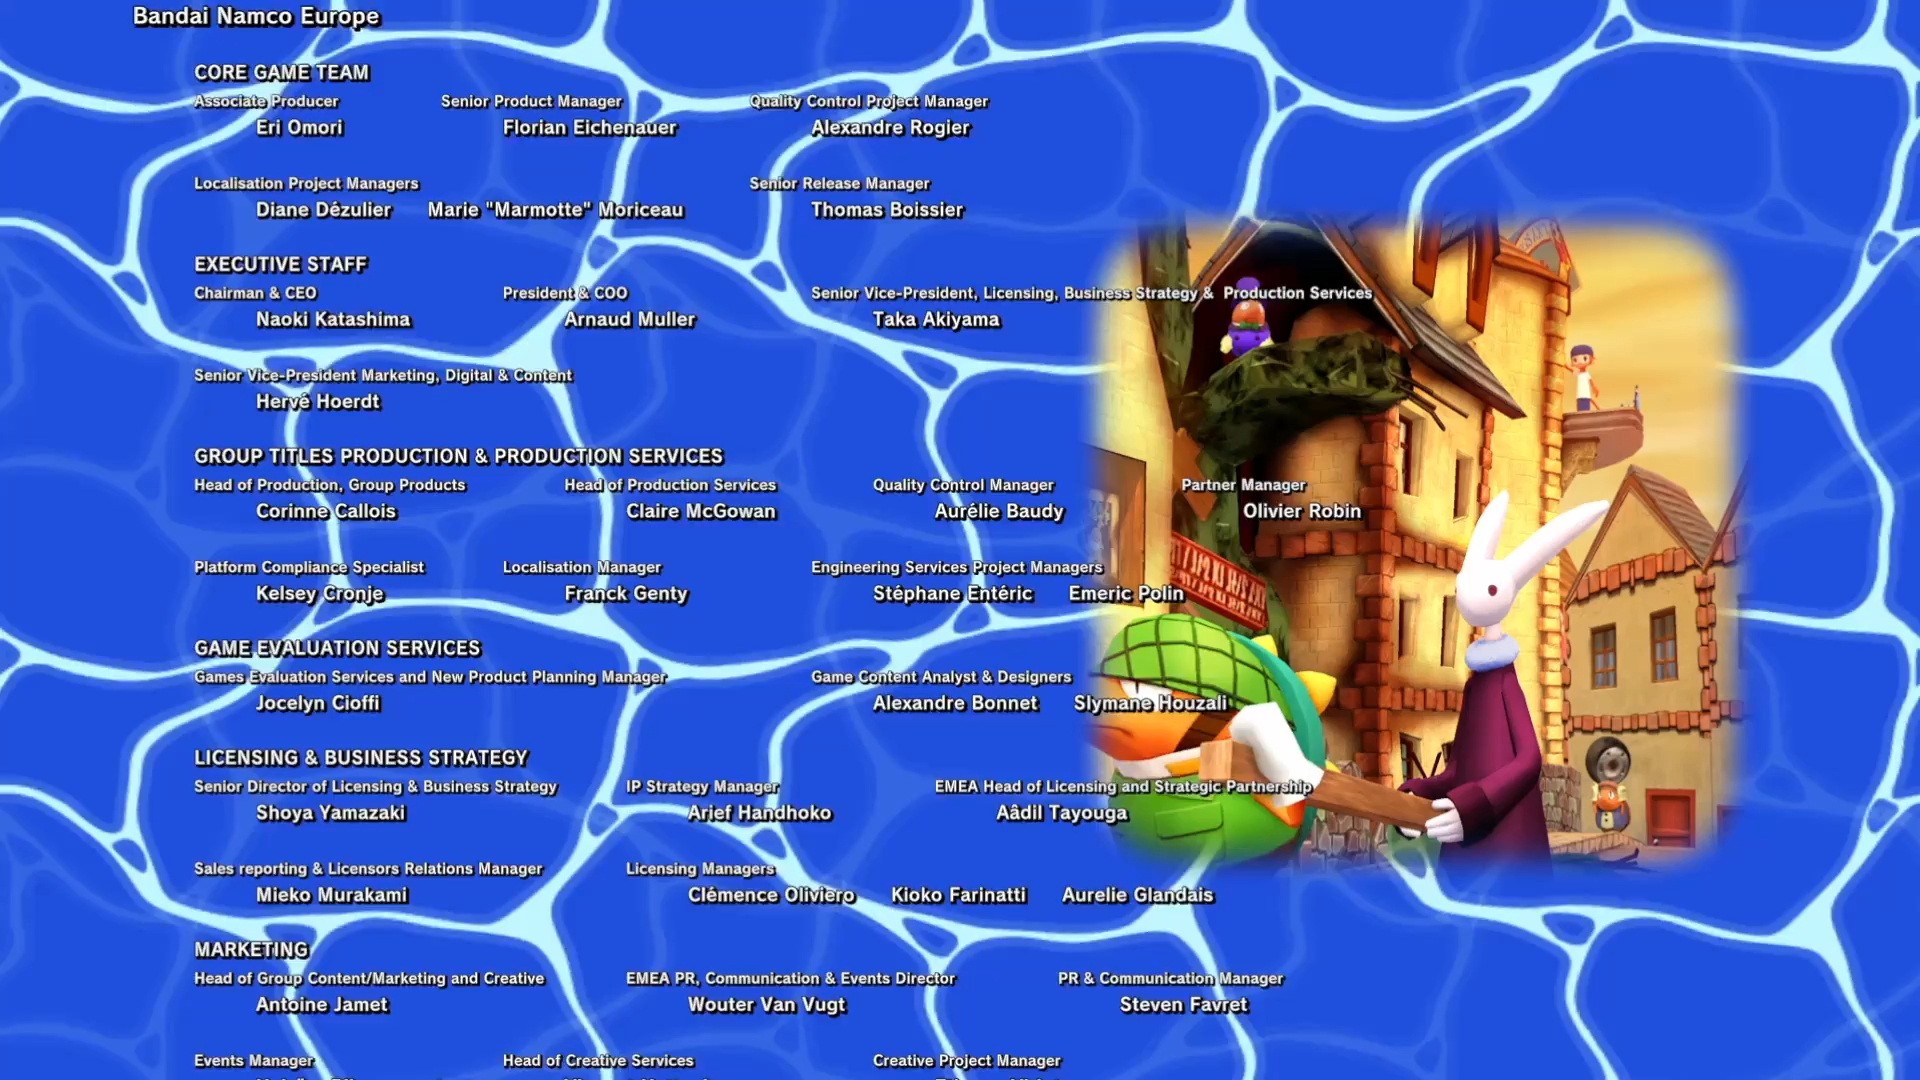 Bandai Namco Europe
CORE GAME TEAM
Associate Producer Senior Product Manager Quality Control Project Manager
Eri Omori Florian Eichenauer Alexandre Rogier
Localisation Project Managers Senior Release Manager
Diane Dézulier Marie "Marmotte" Moriceau Thomas Boissier
EXECUTIVE STAFF
Chairman & CEO President & COO Senior Vice-President, Licensing, Business Strategy & Production Services
Naoki Katashima Arnaud Muller Taka Akiyama
Senior Vice-President Marketing, Digital & Content
Hervé Hoerdt
GROUP TITLES PRODUCTION & PRODUCTION SERVICES
Head of Production, Group Products Head of Production Services Quality Control Manager Partner Manager
Corinne Callois Claire McGowan Aurélie Baudy Olivier Robin
Platform Compliance Specialist Localisation Manager Engineering Services Project Managers
Kelsey Cronje Franck Genty Stéphane Entéric Emeric Polin
GAME EVALUATION SERVICES
Games Evaluation Services and New Product Planning Manager Game Content Analyst & Designers
Jocelyn Cioffi Alexandre Bonnet Slymane Houzali
LICENSING & BUSINESS STRATEGY
Senior Director of Licensing & Business Strategy IP Strategy Manager EMEA Head of Licensing and Strategic Partnership
Shoya Yamazaki Arief Handhoko Aâdil Tayouga
Sales reporting & Licensors Relations Manager Licensing Managers
Mieko Murakami Clémence Oliviero Kioko Farinatti Aurelie Glandais
MARKETING
Head of Group Content/Marketing and Creative EMEA PR, Communication & Events Director PR & Communication Manager
Antoine Jamet Wouter Van Vugt Steven Favret
Events Manager Head of Creative Services Creative Project Manager